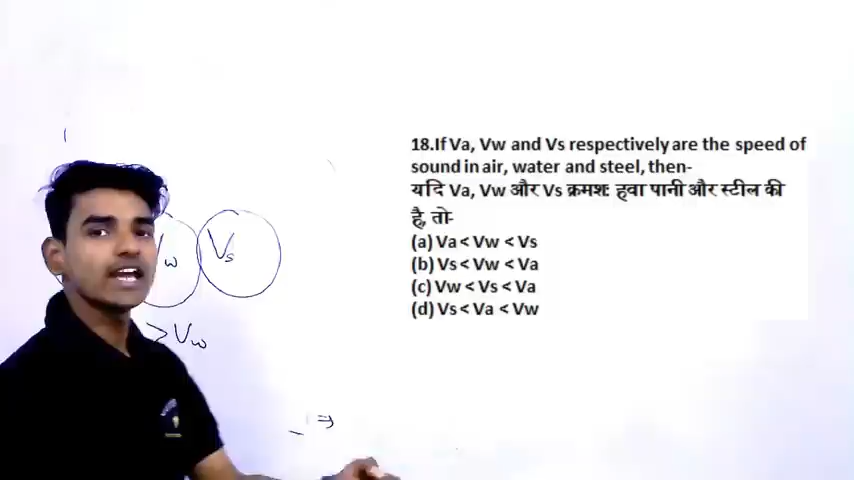 18.If Va, Vw and Vs respectively are the speed of
sound in air, water and steel, then-
यदि Va, Vw और Vs क्रमश: हवा पानी और स्टील की
है, तो-
(a) Va < Vw < Vs
(b) Vs < Vw < Va
(c) Vw < Vs < Va
(d) Vs < Va < Vw
w Vs
> Vw
⇒